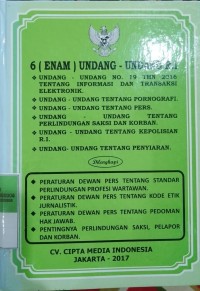 6 ( ENAM ) UNDANG - UNDANG R.I
UNDANG - UNDANG NO. 19 THN 2016
TENTANG INFORMASI DAN TRANSAKSI
ELEKTRONIK.
UNDANG - UNDANG TENTANG PORNOGRAFI.
UNDANG - UNDANG TENTANG PERS.
UNDANG - UNDANG TENTANG
PERLINDUNGAN SAKSI DAN KORBAN.
UNDANG - UNDANG TENTANG KEPOLISIAN
R.I.
UNDANG- UNDANG TENTANG PENYIARAN.
Dilengkapi
PERATURAN DEWAN PERS TENTANG STANDAR
PERLINDUNGAN PROFESI WARTAWAN.
PERATURAN DEWAN PERS TENTANG KODE ETIK
JURNALISTIK.
PERATURAN DEWAN PERS TENTANG PEDOMAN
HAK JAWAB.
PENTINGNYA PERLINDUNGAN SAKSI, PELAPOR
DAN KORBAN.
CV. CIPTA MEDIA INDONESIA
JAKARTA - 2017